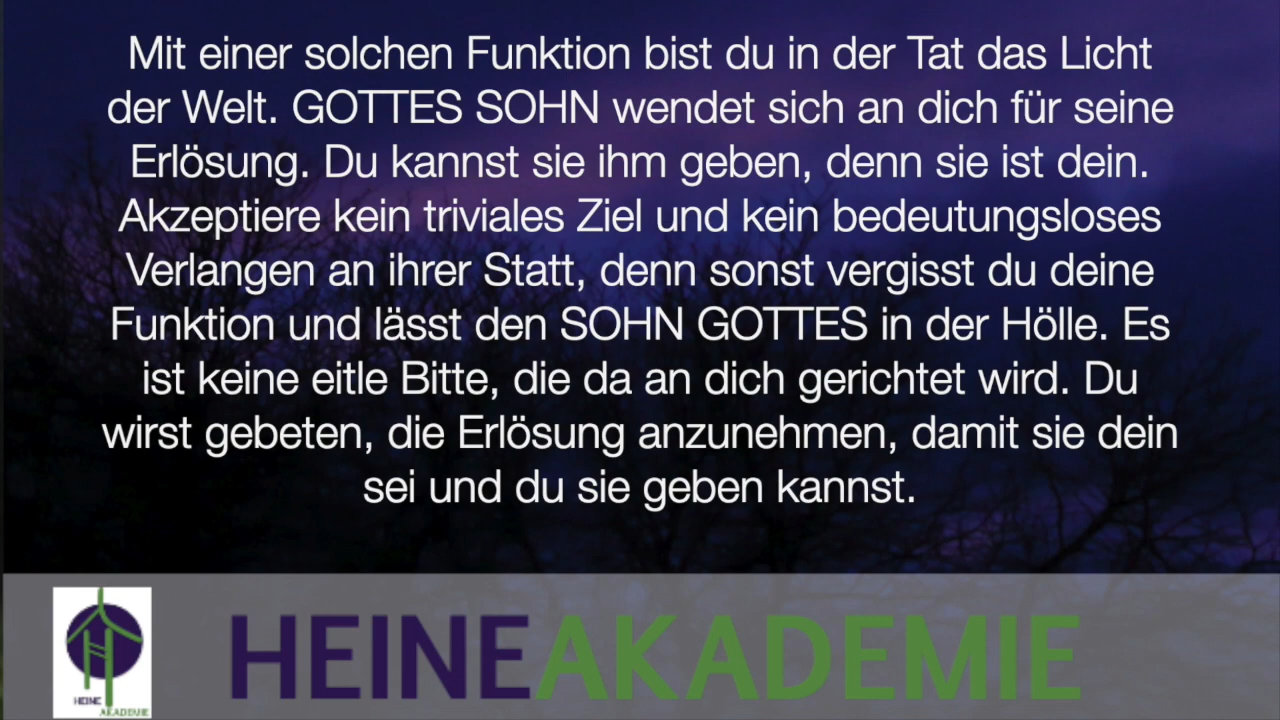 Mit einer solchen Funktion bist du in der Tat das Licht
der Welt. GOTTES SOHN wendet sich an dich für seine
Erlösung. Du kannst sie ihm geben, denn sie ist dein.
Akzeptiere kein triviales Ziel und kein bedeutungsloses
Verlangen an ihrer Statt, denn sonst vergisst du deine
Funktion und lässt den SOHN GOTTES in der Hölle. Es
ist keine eitle Bitte, die da an dich gerichtet wird. Du
wirst gebeten, die Erlösung anzunehmen, damit sie dein
sei und du sie geben kannst.
HEINEAKADEMIE
HEINE
AKADEMIE